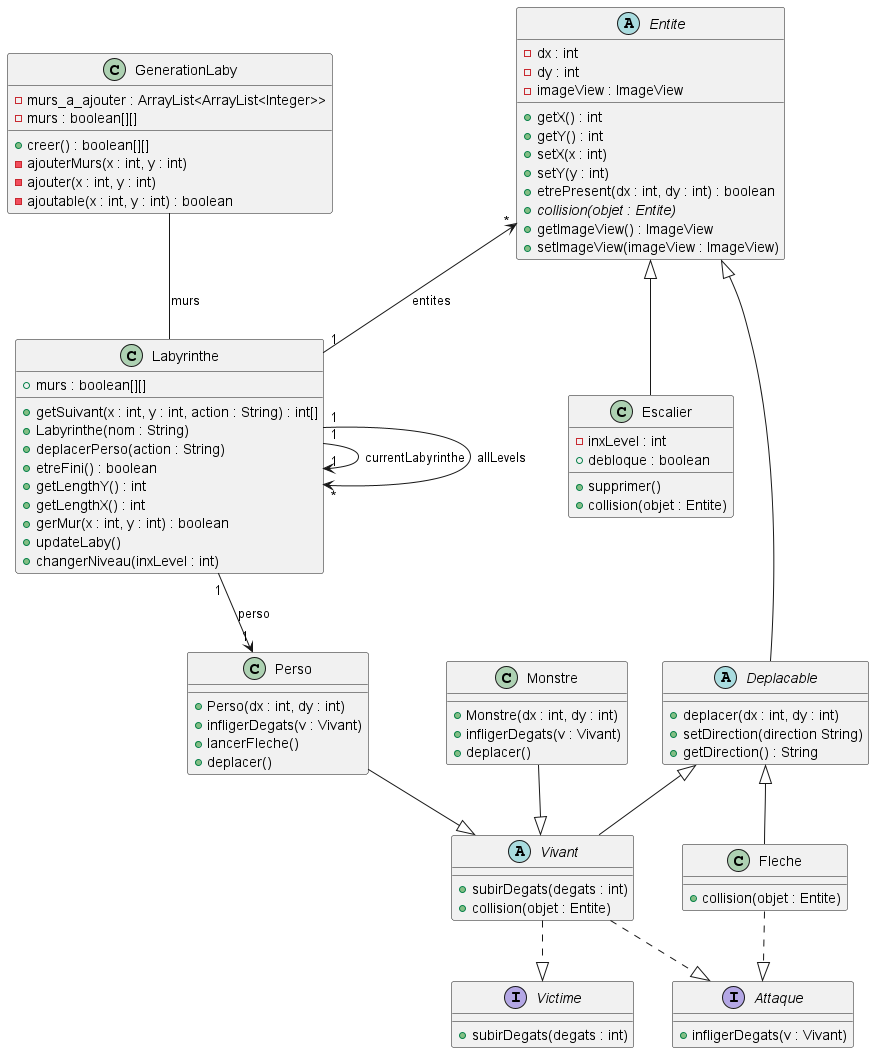 A Entite
dx : int
dy : int
imageView : ImageView
getX() : int
getY() : int
setX(x : int)
setY(y : int)
etrePresent(dx : int, dy : int) : boolean
collision(objet : Entite)
getImageView() : ImageView
setImageView(imageView : ImageView)
C GenerationLaby
murs_a_ajouter : ArrayList<ArrayList<Integer>>
murs : boolean[][]
creer() : boolean[][]
ajouterMurs(x : int, y : int)
ajouter(x : int, y : int)
ajoutable(x : int, y : int) : boolean
*
murs
entites
1
C Labyrinthe
murs : boolean[][]
getSuivant(x : int, y : int, action : String) : int[]
Labyrinthe(nom : String)
deplacerPerso(action : String)
etreFini() : boolean
getLengthY() : int
getLengthX() : int
gerMur(x : int, y : int) : boolean
updateLaby()
changerNiveau(inxLevel : int)
1
1
1
*
currentLabyrinthe
allLevels
C Escalier
inxLevel : int
debloque : boolean
supprimer()
collision(objet : Entite)
1
perso
1
C Perso
Perso(dx : int, dy : int)
infligerDegats(v : Vivant)
lancerFleche()
deplacer()
C Monstre
Monstre(dx : int, dy : int)
infligerDegats(v : Vivant)
deplacer()
A Deplacable
deplacer(dx : int, dy : int)
setDirection(direction String)
getDirection() : String
A Vivant
subirDegats(degats : int)
collision(objet : Entite)
C Fleche
collision(objet : Entite)
I Victime
subirDegats(degats : int)
I Attaque
infligerDegats(v : Vivant)